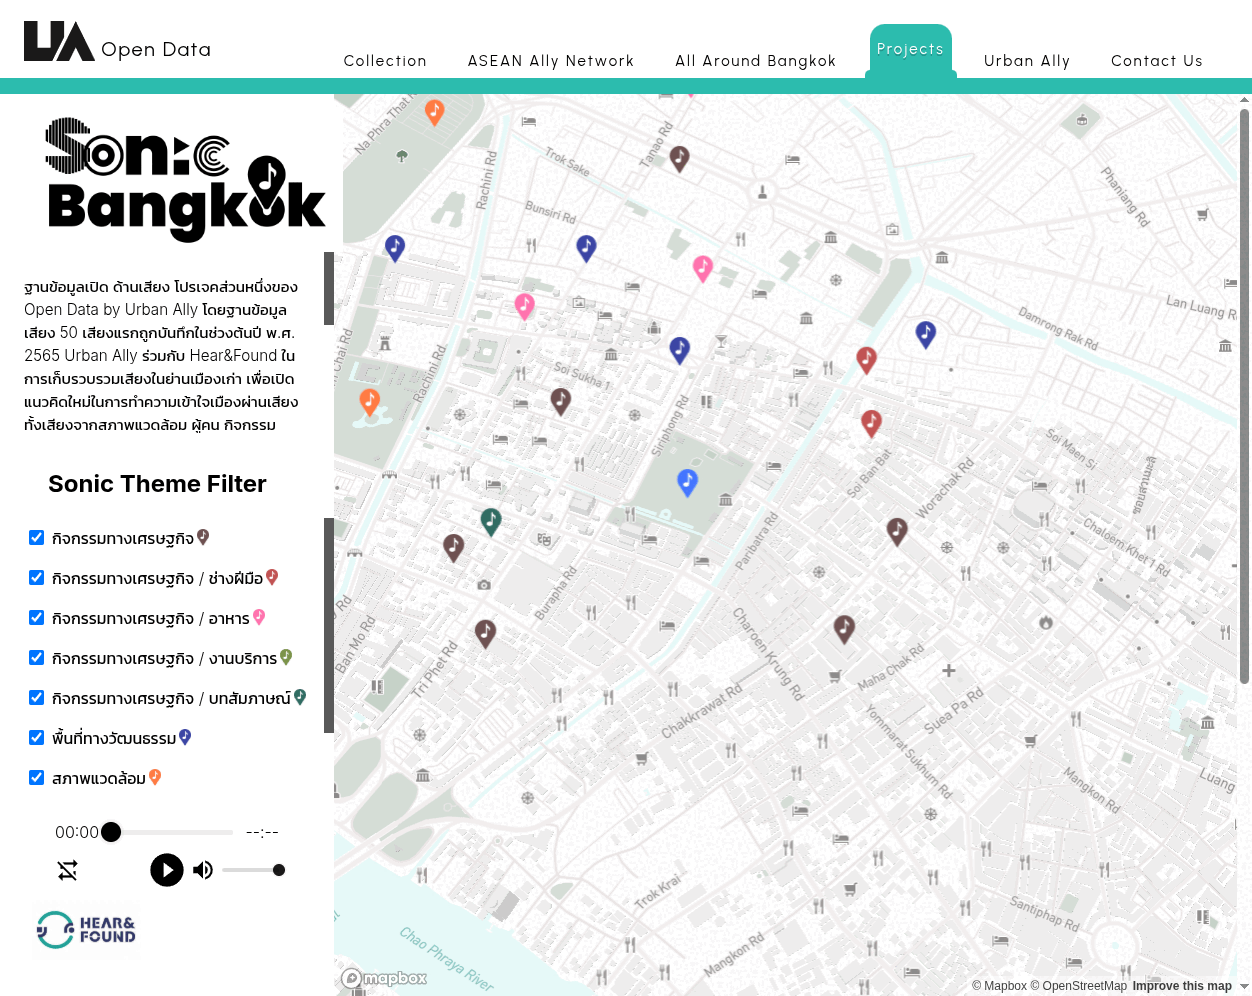 UA Open Data
Collection
ASEAN Ally Network
All Around Bangkok
Projects
Urban Ally
Contact Us
Sonic
Bangkok
ฐานข้อมูลเปิด ด้านเสียง โปรเจคส่วนหนึ่งของ
Open Data by Urban Ally โดยฐานข้อมูล
เสียง 50 เสียงแรกถูกบันทึกในช่วงต้นปี พ.ศ.
2565 Urban Ally ร่วมกับ Hear&Found ใน
การเก็บรวบรวมเสียงในย่านเมืองเก่า เพื่อเปิด
แนวคิดใหม่ในการทำความเข้าใจเมืองผ่านเสียง
ทั้งเสียงจากสภาพแวดล้อม ผู้คน กิจกรรม
Sonic Theme Filter
กิจกรรมทางเศรษฐกิจ
กิจกรรมทางเศรษฐกิจ / ช่างฝีมือ
กิจกรรมทางเศรษฐกิจ / อาหาร
กิจกรรมทางเศรษฐกิจ / งานบริการ
กิจกรรมทางเศรษฐกิจ / บทสัมภาษณ์
พื้นที่ทางวัฒนธรรม
สภาพแวดล้อม
00:00
--:--
HEAR&
FOUND
Na Phra That
Rachini Rd
Trok Sake
Tanao Rd
Bunsiri Rd
Phaniang Rd
Lan Luang R
Damrong Rak Rd
Chai Rd
Rachini Rd
Soi Sukha 1
Siriphong Rd
Soi Ban Bat
Worachak Rd
Soi Maen Si
ซอยสวนมะลิ
Chaloem Khet 1 Rd
Paribatra Rd
Burapha Rd
Rd
Ban Mo Rd
Tri Phet Rd
Charoen Krung Rd
Maha Chak Rd
Chakkrawat Rd
Suea Pa Rd
Yommarat Sukhum Rd
Mangkon Rd
Luang
Trok Krai
Santiphap Rd
Mangkon Rd
Chao Phraya River
mapbox
© Mapbox © OpenStreetMap Improve this map